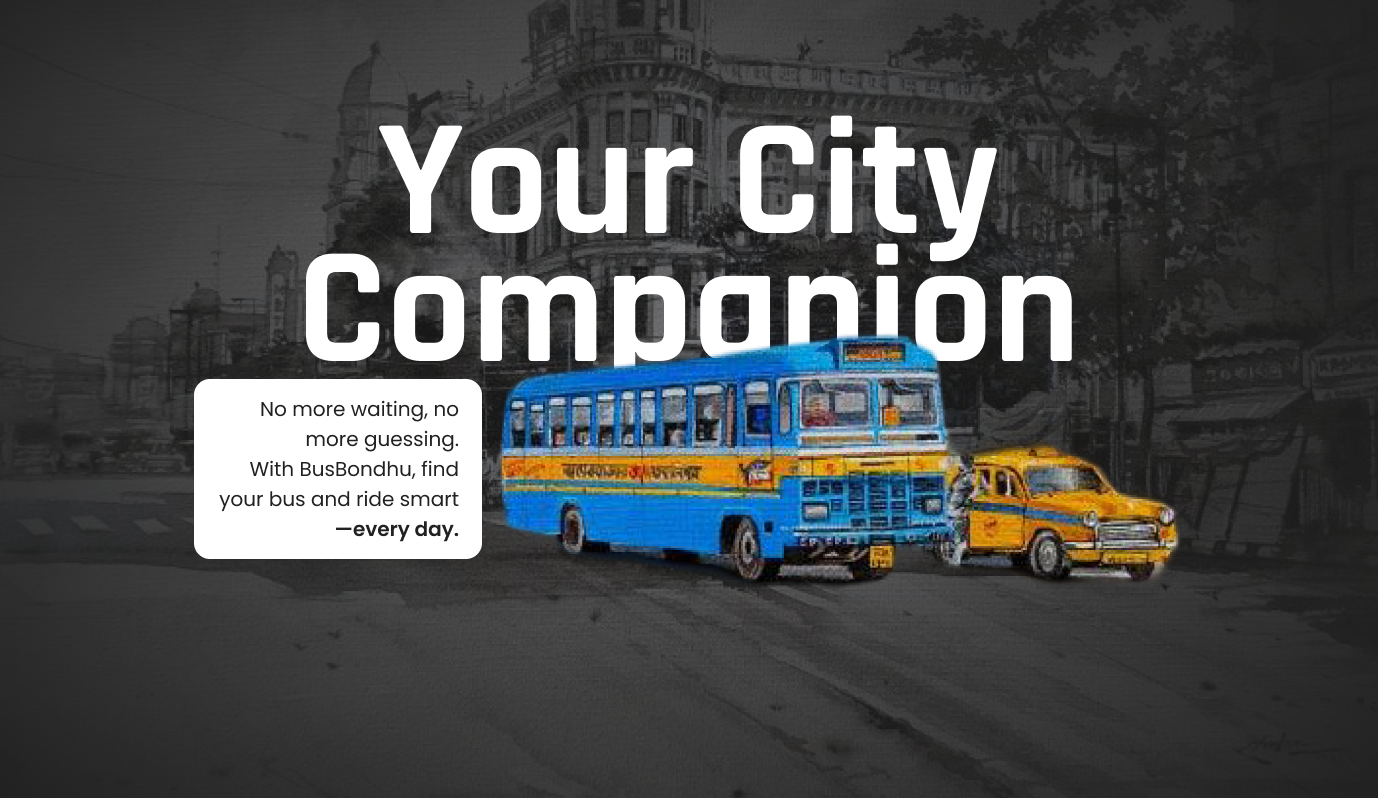 Your City
Companion
No more waiting, no
more guessing.
With BusBondhu, find
your bus and ride smart
—every day.